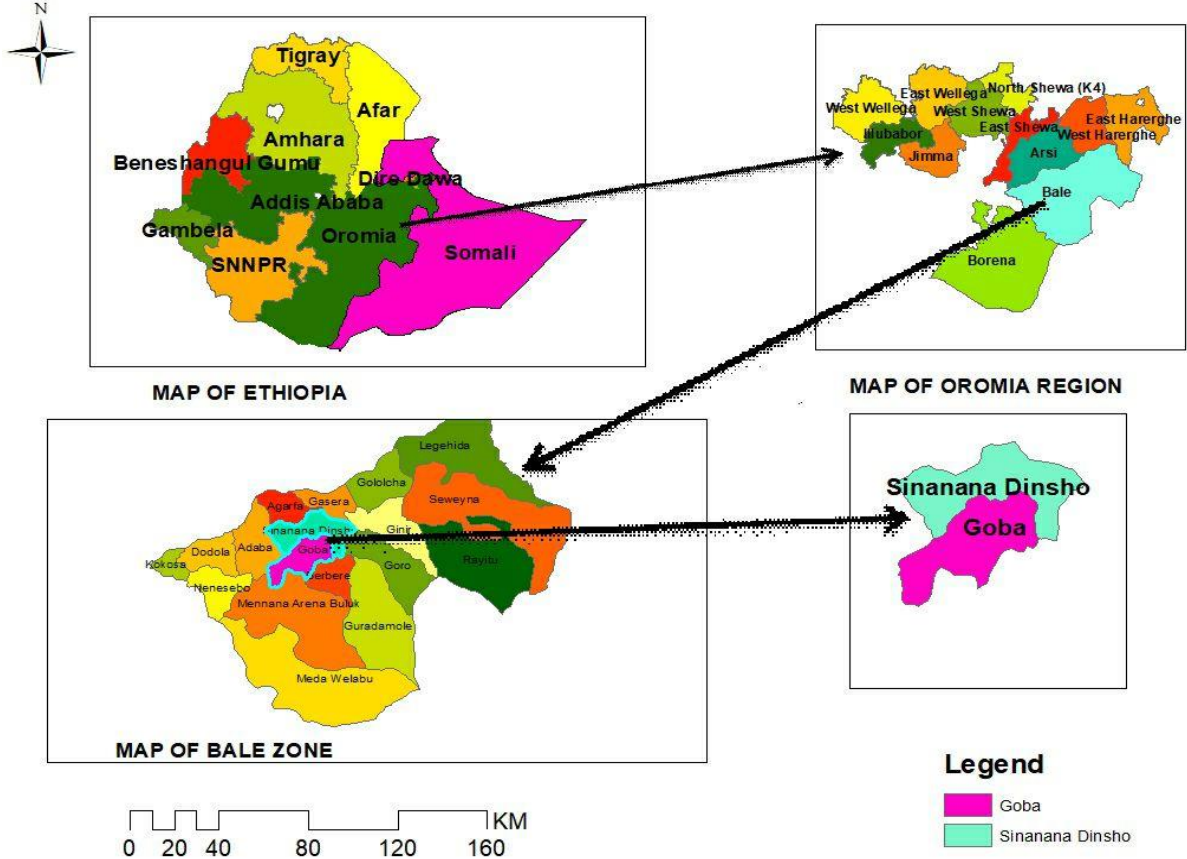 N
Tigray
Afar
Amhara
Beneshangul Gumu
Dire Dawa
Addis Ababa
Gambela
Oromia
SNNPR
Somali
MAP OF ETHIOPIA
East Wellega
North Shewa (K4)
West Wellega
West Shewa
East Harerghe
Illubabor
East Shewa
West Harerghe
Jimma
Arsi
Bale
Borena
MAP OF OROMIA REGION
Legehida
Gololcha
Seweyna
Agarfa
Gasera
Sinanana Dinsh
Ginir
Dodola
Adaba
Goba
Kokosa
Goro
Rayitu
Nenesebo
Berbere
Mennana Arena Buluk
Guradamole
Meda Welabu
MAP OF BALE ZONE
Sinanana Dinsho
Goba
Legend
Goba
Sinanana Dinsho
KM
0 20 40 80 120 160